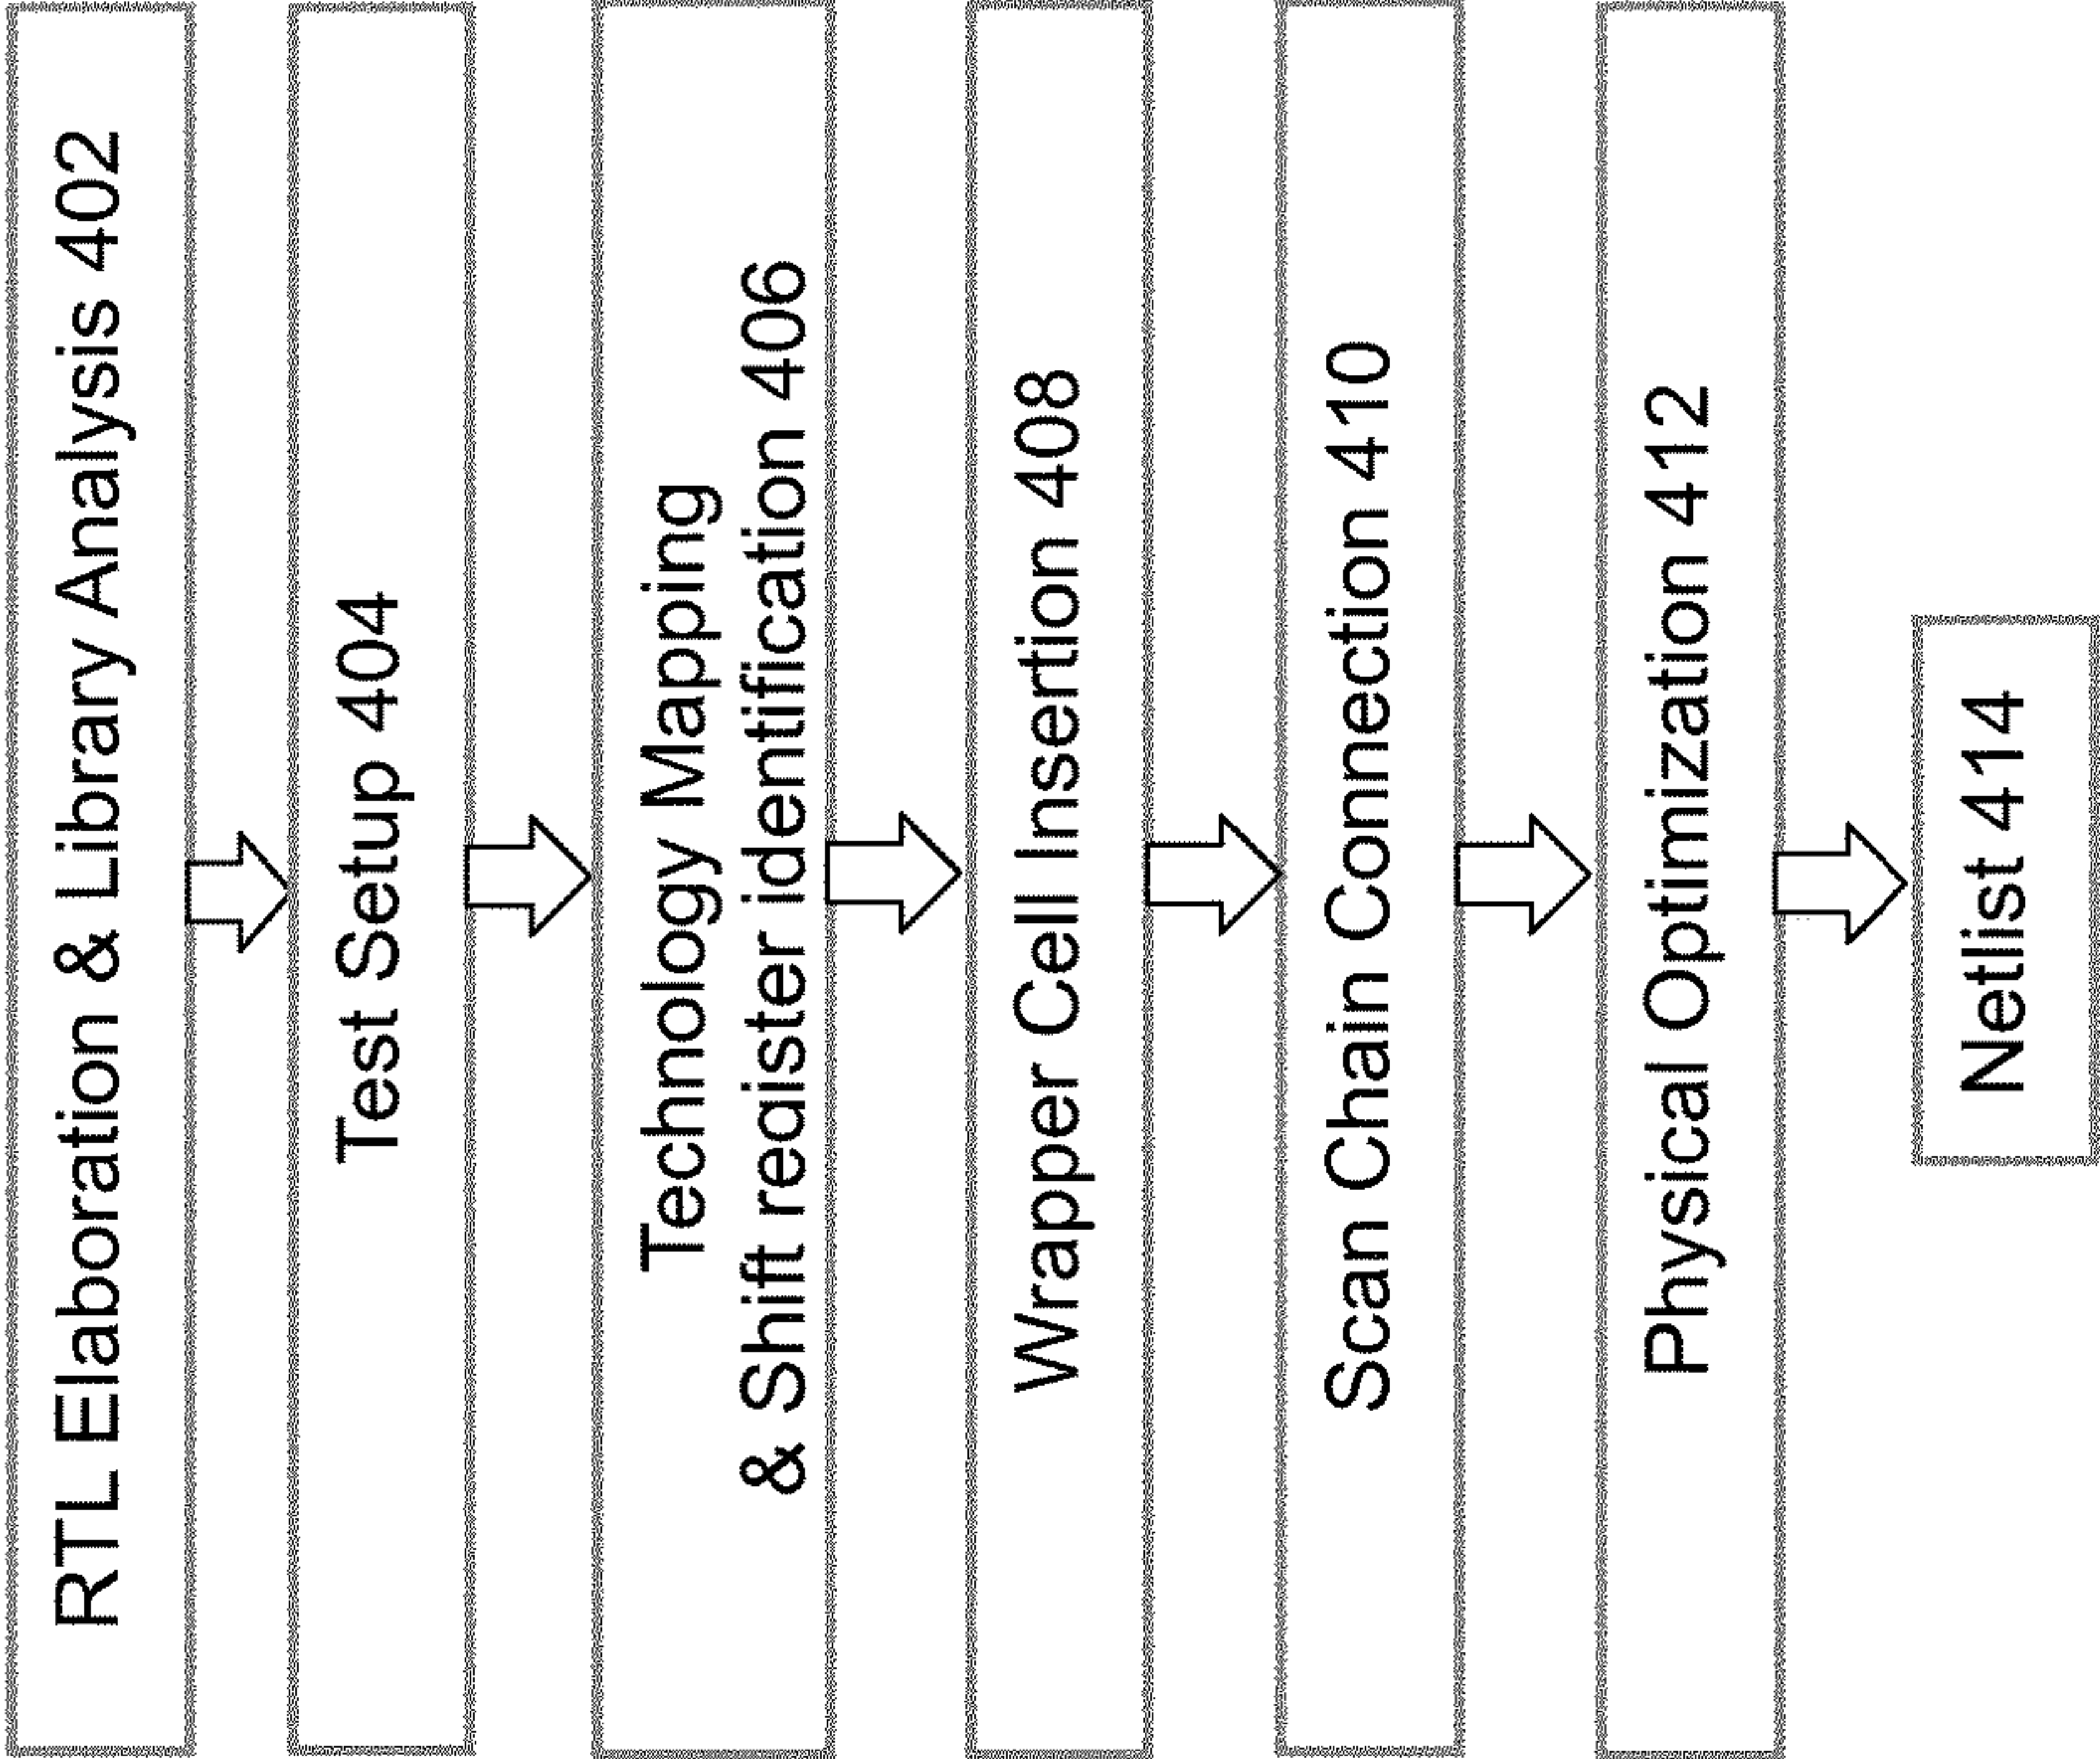 RTL Elaboration & Library Analysis 402
Test Setup 404
Technology Mapping
& Shift register identification 406
Wrapper Cell Insertion 408
Scan Chain Connection 410
Physical Optimization 412
Netlist 414